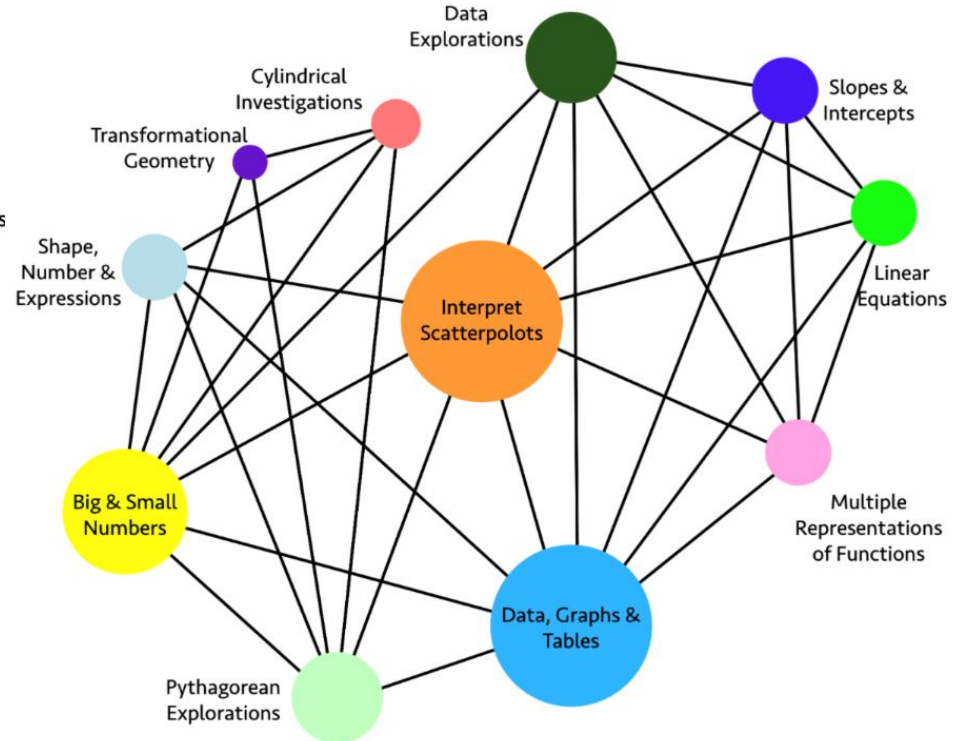 Data
Explorations
Cylindrical
Investigations
Slopes &
Intercepts
Transformational
Geometry
s
Shape,
Number &
Expressions
Linear
Equations
Interpret
Scatterpolots
Big & Small
Numbers
Multiple
Representations
of Functions
Data, Graphs &
Tables
Pythagorean
Explorations